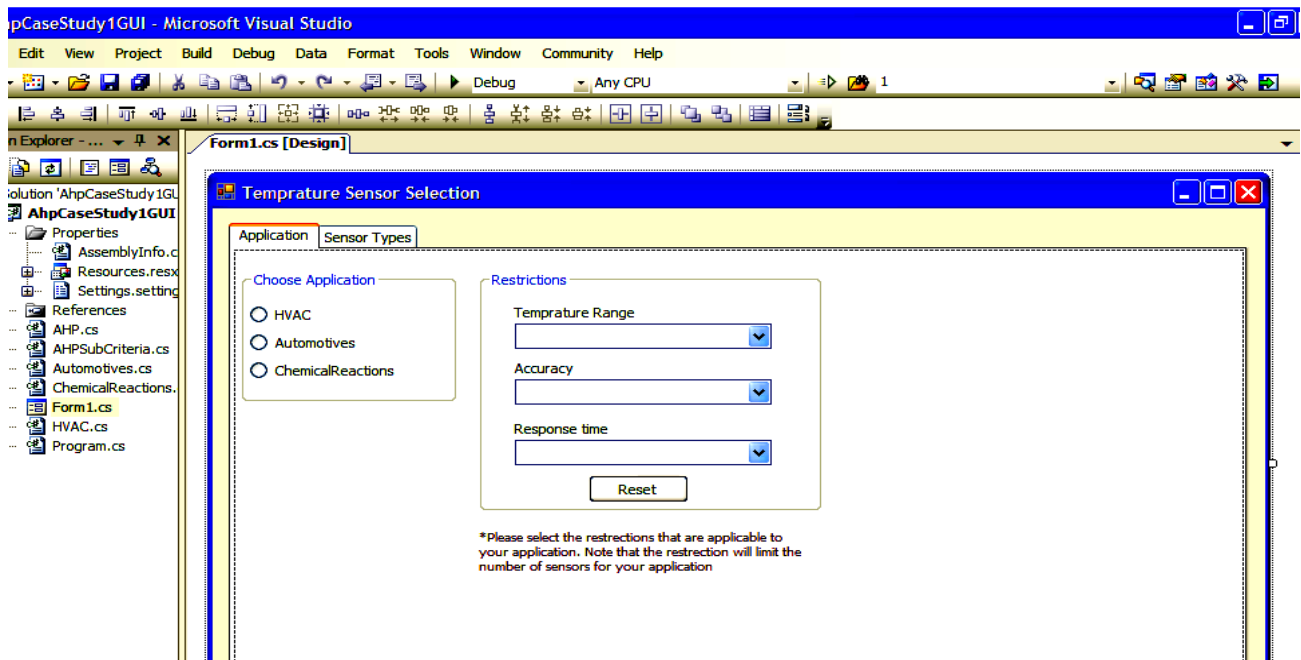 hpCaseStudy1GUI - Microsoft Visual Studio
Edit View Project Build Debug Data Format Tools Window Community Help
Debug Any CPU 1
n Explorer - ...
Form1.cs [Design]
Solution 'AhpCaseStudy1GU
AhpCaseStudy1GUI
Properties
AssemblyInfo.c
Resources.resx
Settings.setting
References
AHP.cs
AHPSubCriteria.cs
Automotives.cs
ChemicalReactions.
Form1.cs
HVAC.cs
Program.cs
Temprature Sensor Selection
Application Sensor Types
Choose Application
HVAC
Automotives
ChemicalReactions
Restrictions
Temprature Range
Accuracy
Response time
Reset
*Please select the restrections that are applicable to
your application. Note that the restrection will limit the
number of sensors for your application